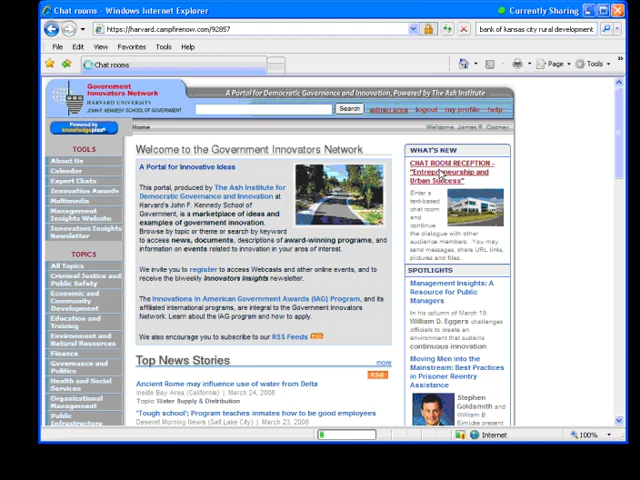 Chat rooms - Windows Internet Explorer
Currently Sharing
https://harvard.campfirenow.com/92857
bank of kansas city rural development
File Edit View Favorites Tools Help
Chat rooms
Page Tools
Government
Innovators Network
HARVARD UNIVERSITY
JOHN F. KENNEDY SCHOOL OF GOVERNMENT
A Portal for Democratic Governance and Innovation, Powered by The Ash Institute
Search
admin area logout my profile help
Powered by
knowledgeplex
Home
Welcome, James R. Cooney
TOOLS
About Us
Calendar
Expert Chats
Innovation Awards
Multimedia
Management
Insights Website
Innovators Insights
Newsletter
TOPICS
All Topics
Criminal Justice and
Public Safety
Economic and
Community
Development
Education and
Training
Environment and
Natural Resources
Finance
Governance and
Politics
Health and Social
Services
Organizational
Management
Public
Infrastructure
Welcome to the Government Innovators Network
A Portal for Innovative Ideas
This portal, produced by The Ash Institute for
Democratic Governance and Innovation at
Harvard's John F. Kennedy School of
Government, is a marketplace of ideas and
examples of government innovation.
Browse by topic or theme or search by keyword
to access news, documents, descriptions of award-winning programs, and
information on events related to innovation in your area of interest.
We invite you to register to access Webcasts and other online events, and to
receive the biweekly Innovators Insights newsletter.
The Innovations in American Government Awards (IAG) Program, and its
affiliated international programs, are integral to the Government Innovators
Network. Learn about the IAG program and how to apply.
We also encourage you to subscribe to our RSS Feeds
Top News Stories
more
RSS
Ancient Rome may influence use of water from Delta
Inside Bay Area (California) | March 24, 2008
Topic: Water Supply & Distribution
'Tough school'; Program teaches inmates how to be good employees
Deseret Morning News (Salt Lake City) | March 23, 2008
WHAT'S NEW
CHAT ROOM RECEPTION -
"Entrepreneurship and
Urban Success"
Enter a
text-based
chat room
and
continue
the dialogue with other
audience members. You may
send messages, share URL links,
pictures and files.
SPOTLIGHTS
Management Insights: A
Resource for Public
Managers
In his column of March 19,
William D. Eggers challenges
officials to create an
environment that sustains
continuous innovation.
Moving Men into the
Mainstream: Best Practices
in Prisoner Reentry
Assistance
Stephen
Goldsmith and
William B.
Eimicke present
Internet
100%